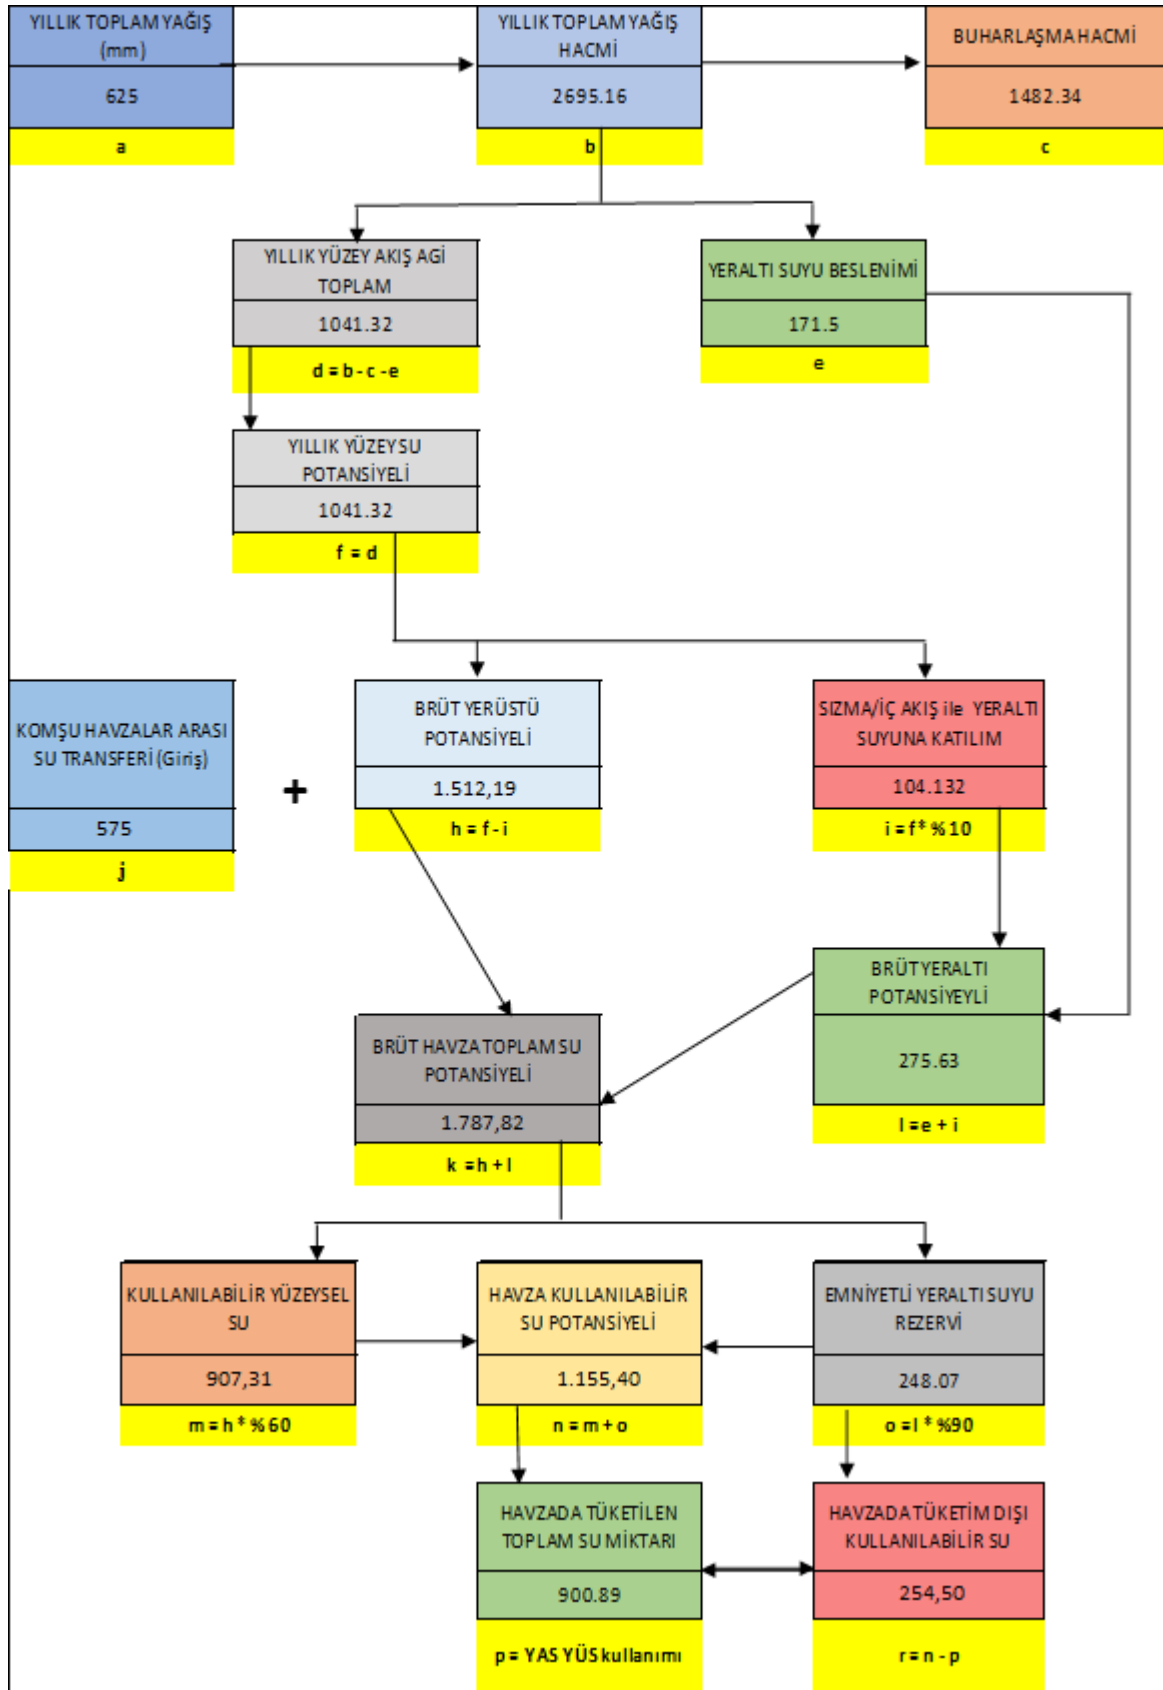 YILLIK TOPLAM YAĞIŞ
(mm)
625
a
YILLIK TOPLAM YAĞIŞ
HACMİ
2695.16
b
BUHARLAŞMA HACMİ
1482.34
c
YILLIK YÜZEY AKIŞ AGİ
TOPLAM
1041.32
d = b - c - e
YERALTI SUYU BESLENİMİ
171.5
e
YILLIK YÜZEY SU
POTANSİYELİ
1041.32
f = d
KOMŞU HAVZALAR ARASI
SU TRANSFERİ (Giriş)
575
j
+
BRÜT YERÜSTÜ
POTANSİYELİ
1.512,19
h = f - i
SIZMA/İÇ AKIŞ ile YERALTI
SUYUNA KATILIM
104.132
i = f * %10
BRÜT YERALTI
POTANSİYEYLİ
275.63
l = e + i
BRÜT HAVZA TOPLAM SU
POTANSİYELİ
1.787,82
k = h + l
KULLANILABİLİR YÜZEYSEL
SU
907,31
m = h * %60
HAVZA KULLANILABİLİR
SU POTANSİYELİ
1.155,40
n = m + o
EMNİYETLİ YERALTI SUYU
REZERVİ
248.07
o = l * %90
HAVZADA TÜKETİLEN
TOPLAM SU MİKTARI
900.89
p = YAS YÜS kullanımı
HAVZADA TÜKETİM DIŞI
KULLANILABİLİR SU
254,50
r = n - p